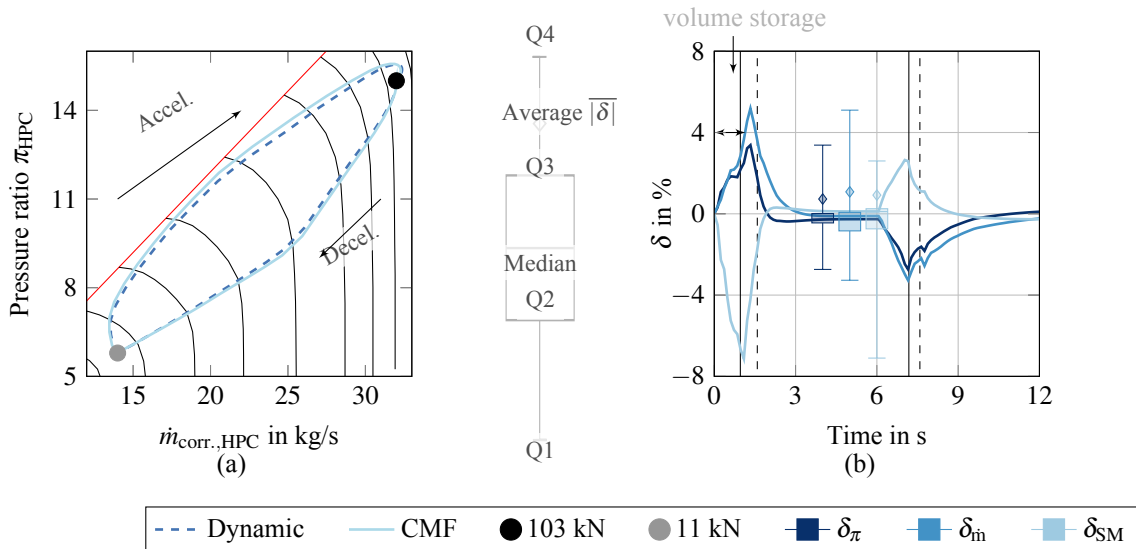 volume storage
Pressure ratio π_HPC
14
11
8
5
15
20
25
30
Accel.
Decel.
ṁ_corr.,HPC in kg/s
(a)
Q4
Average |δ|̅
Q3
Median
Q2
Q1
δ in %
8
4
0
−4
−8
0
3
6
9
12
Time in s
(b)
Dynamic CMF 103 kN 11 kN δ_π δ_ṁ δ_SM